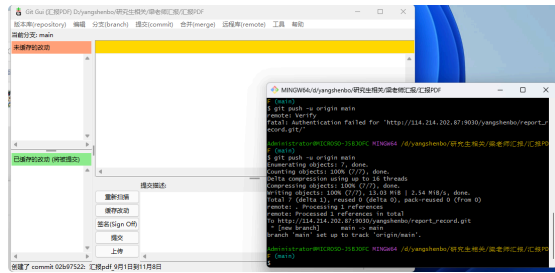 Git Gui (汇报PDF) D:/yangshenbo/研究生相关/梁老师汇报/汇报PDF
版本库(repository) 编辑 分支(branch) 提交(commit) 合并(merge) 远程库(remote) 工具 帮助
当前分支: main
未缓存的改动
已缓存的改动 (将被提交)
提交描述:
重新扫描
缓存改动
签名(Sign Off)
提交
上传
创建了 commit 02b97522: 汇报pdf_9月1日到11月8日
MINGW64:/d/yangshenbo/研究生相关/梁老师汇报/汇报PDF
F (main)
$ git push -u origin main
remote: Verify
fatal: Authentication failed for 'http://114.214.202.87:9030/yangshenbo/report_r
ecord.git/'
Administrator@MICROSO-JSB3DFC MINGW64 /d/yangshenbo/研究生相关/梁老师汇报/汇报PD
F (main)
$ git push -u origin main
Enumerating objects: 7, done.
Counting objects: 100% (7/7), done.
Delta compression using up to 16 threads
Compressing objects: 100% (7/7), done.
Writing objects: 100% (7/7), 13.03 MiB | 2.54 MiB/s, done.
Total 7 (delta 1), reused 0 (delta 0), pack-reused 0
remote: . Processing 1 references
remote: Processed 1 references in total
To http://114.214.202.87:9030/yangshenbo/report_record.git
* [new branch] main -> main
branch 'main' set up to track 'origin/main'.
Administrator@MICROSO-JSB3DFC MINGW64 /d/yangshenbo/研究生相关/梁老师汇报/汇报PD
F (main)
$